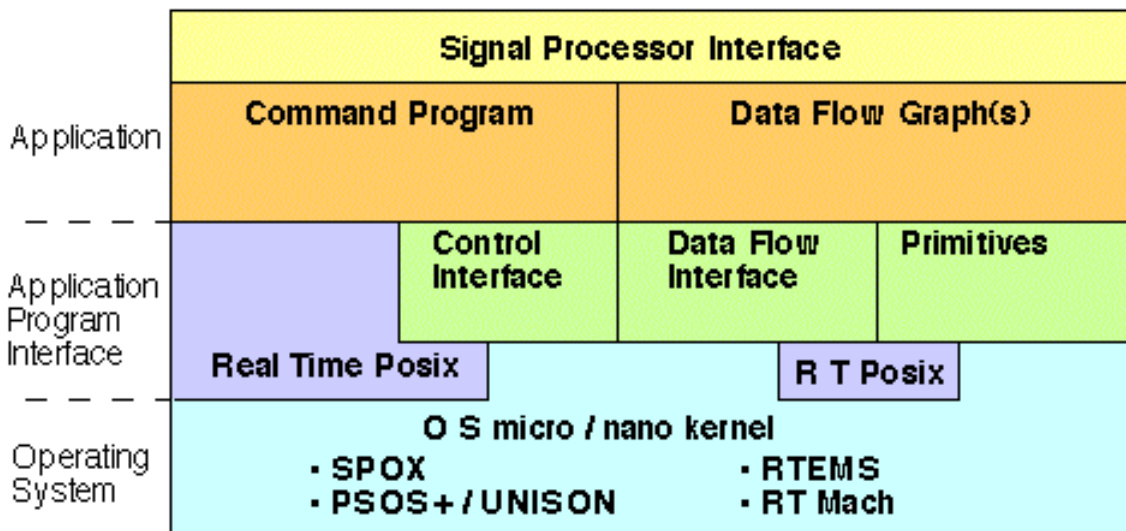 Signal Processor Interface
Command Program
Data Flow Graph(s)
Application
Control
Interface
Data Flow
Interface
Primitives
Application
Program
Interface
Real Time Posix
R T Posix
O S micro / nano kernel
Operating
System
· SPOX
· RTEMS
· PSOS+ / UNISON
· RT Mach